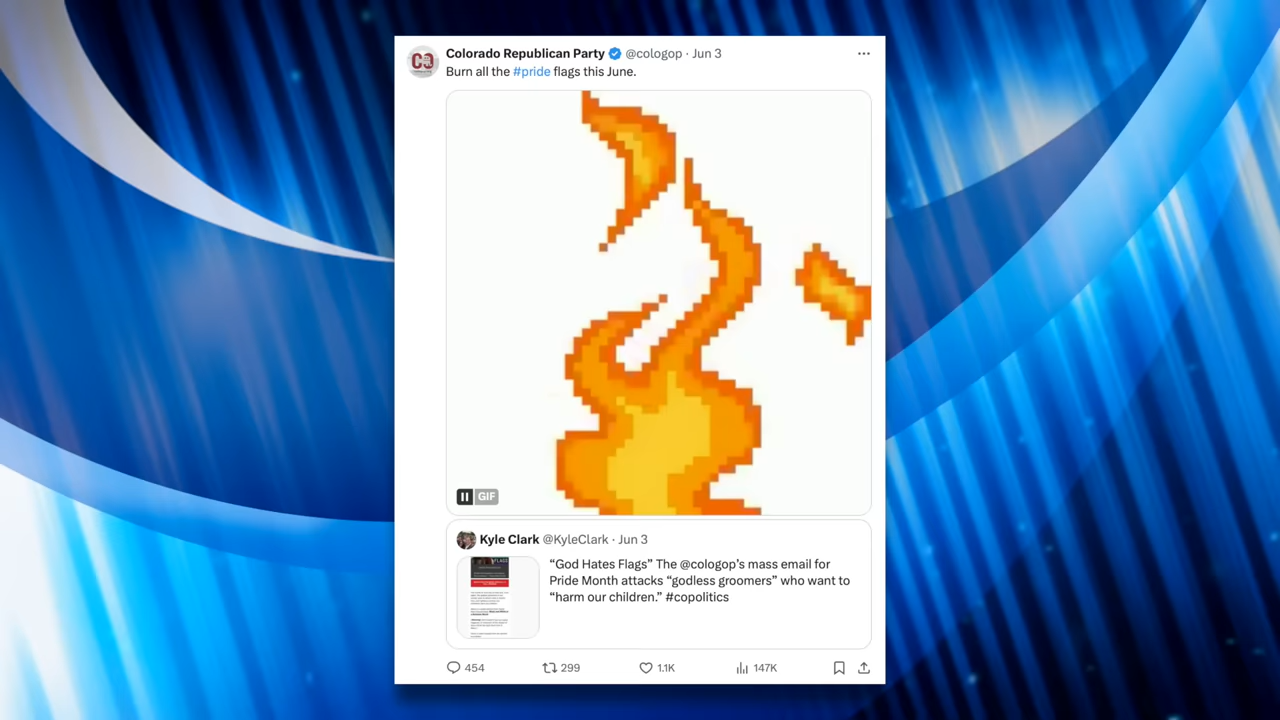 Colorado Republican Party @cologop · Jun 3
Burn all the #pride flags this June.
GIF
Kyle Clark @KyleClark · Jun 3
“God Hates Flags” The @cologop’s mass email for
Pride Month attacks “godless groomers” who want to
“harm our children.” #copolitics
454 299 1.1K 147K